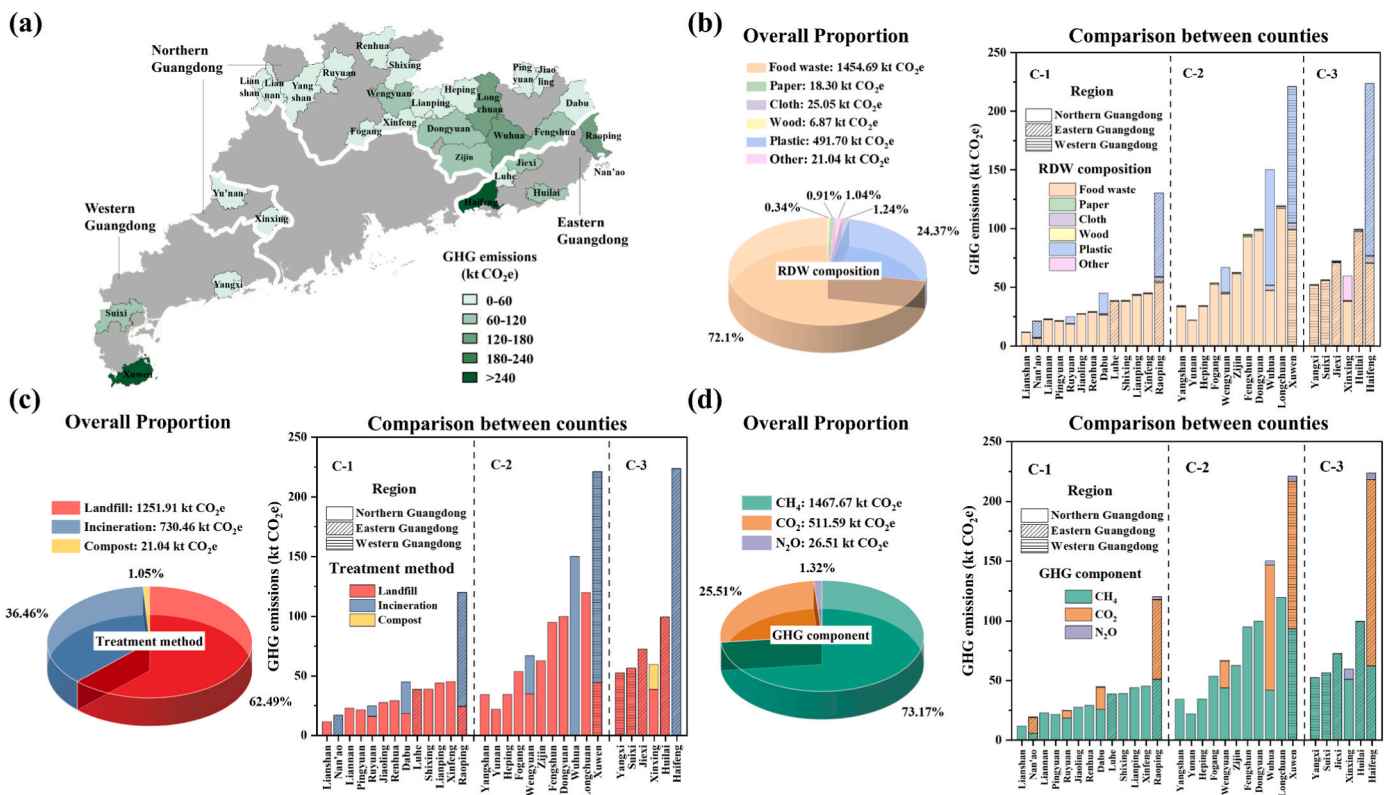 (a)
Northern
Guangdong
Renhua
Shixing
Ruyuan
Lian
shan
Lian
nan
Yang
shan
Wengyuan
Lianping
Heping
Long
chuan
Ping
yuan
Jiao
ling
Dabu
Xinfeng
Fogang
Dongyuan
Wuhua
Fengshun
Raoping
Zijin
Jiexi
Luhe
Nan'ao
Huilai
Haifeng
Yu'nan
Xinxing
Western
Guangdong
Eastern
Guangdong
Yangxi
Suixi
Xuwen
GHG emissions
(kt CO₂e)
0-60
60-120
120-180
180-240
>240
(b)
Overall Proportion
Food waste: 1454.69 kt CO₂e
Paper: 18.30 kt CO₂e
Cloth: 25.05 kt CO₂e
Wood: 6.87 kt CO₂e
Plastic: 491.70 kt CO₂e
Other: 21.04 kt CO₂e
0.91%
1.04%
0.34%
1.24%
24.37%
RDW composition
72.1%
Comparison between counties
GHG emissions (kt CO₂e)
250
200
150
100
50
0
C-1
C-2
C-3
Region
Northern Guangdong
Eastern Guangdong
Western Guangdong
RDW composition
Food waste
Paper
Cloth
Wood
Plastic
Other
Lianshan
Nan'ao
Liannan
Pingyuan
Ruyuan
Jiaoling
Renhua
Dabu
Luhe
Shixing
Lianping
Xinfeng
Raoping
Yangshan
Yunan
Heping
Fogang
Wengyuan
Zijin
Fengshun
Dongyuan
Wuhua
Longchuan
Xuwen
Yangxi
Suixi
Jiexi
Xinxing
Huilai
Haifeng
(c)
Overall Proportion
Landfill: 1251.91 kt CO₂e
Incineration: 730.46 kt CO₂e
Compost: 21.04 kt CO₂e
1.05%
36.46%
Treatment method
62.49%
Comparison between counties
GHG emissions (kt CO₂e)
250
200
150
100
50
0
C-1
C-2
C-3
Region
Northern Guangdong
Eastern Guangdong
Western Guangdong
Treatment method
Landfill
Incineration
Compost
Lianshan
Nan'ao
Liannan
Pingyuan
Ruyuan
Jiaoling
Renhua
Dabu
Luhe
Shixing
Lianping
Xinfeng
Raoping
Yangshan
Yunan
Heping
Fogang
Wengyuan
Zijin
Fengshun
Dongyuan
Wuhua
Longchuan
Xuwen
Yangxi
Suixi
Jiexi
Xinxing
Huilai
Haifeng
(d)
Overall Proportion
CH₄: 1467.67 kt CO₂e
CO₂: 511.59 kt CO₂e
N₂O: 26.51 kt CO₂e
1.32%
25.51%
GHG component
73.17%
Comparison between counties
GHG emissions (kt CO₂e)
250
200
150
100
50
0
C-1
C-2
C-3
Region
Northern Guangdong
Eastern Guangdong
Western Guangdong
GHG component
CH₄
CO₂
N₂O
Lianshan
Nan'ao
Liannan
Pingyuan
Ruyuan
Jiaoling
Renhua
Dabu
Luhe
Shixing
Lianping
Xinfeng
Raoping
Yangshan
Yunan
Heping
Fogang
Wengyuan
Zijin
Fengshun
Dongyuan
Wuhua
Longchuan
Xuwen
Yangxi
Suixi
Jiexi
Xinxing
Huilai
Haifeng